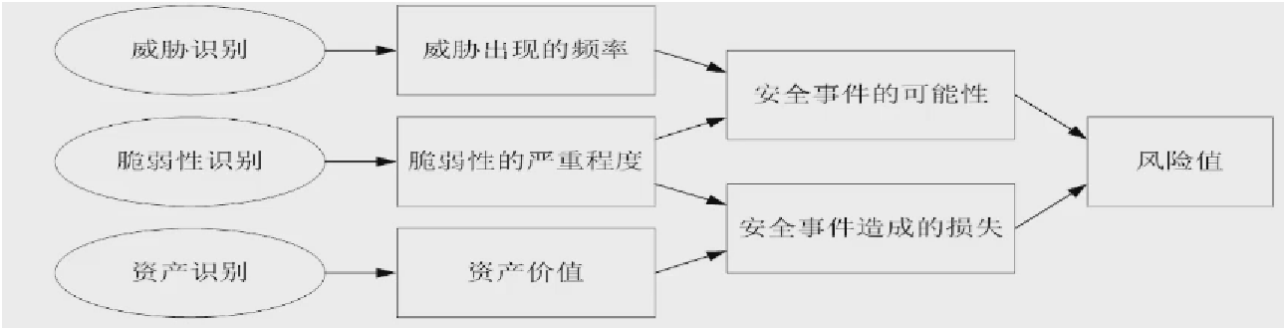 威胁识别
威胁出现的频率
安全事件的可能性
脆弱性识别
脆弱性的严重程度
风险值
安全事件造成的损失
资产识别
资产价值